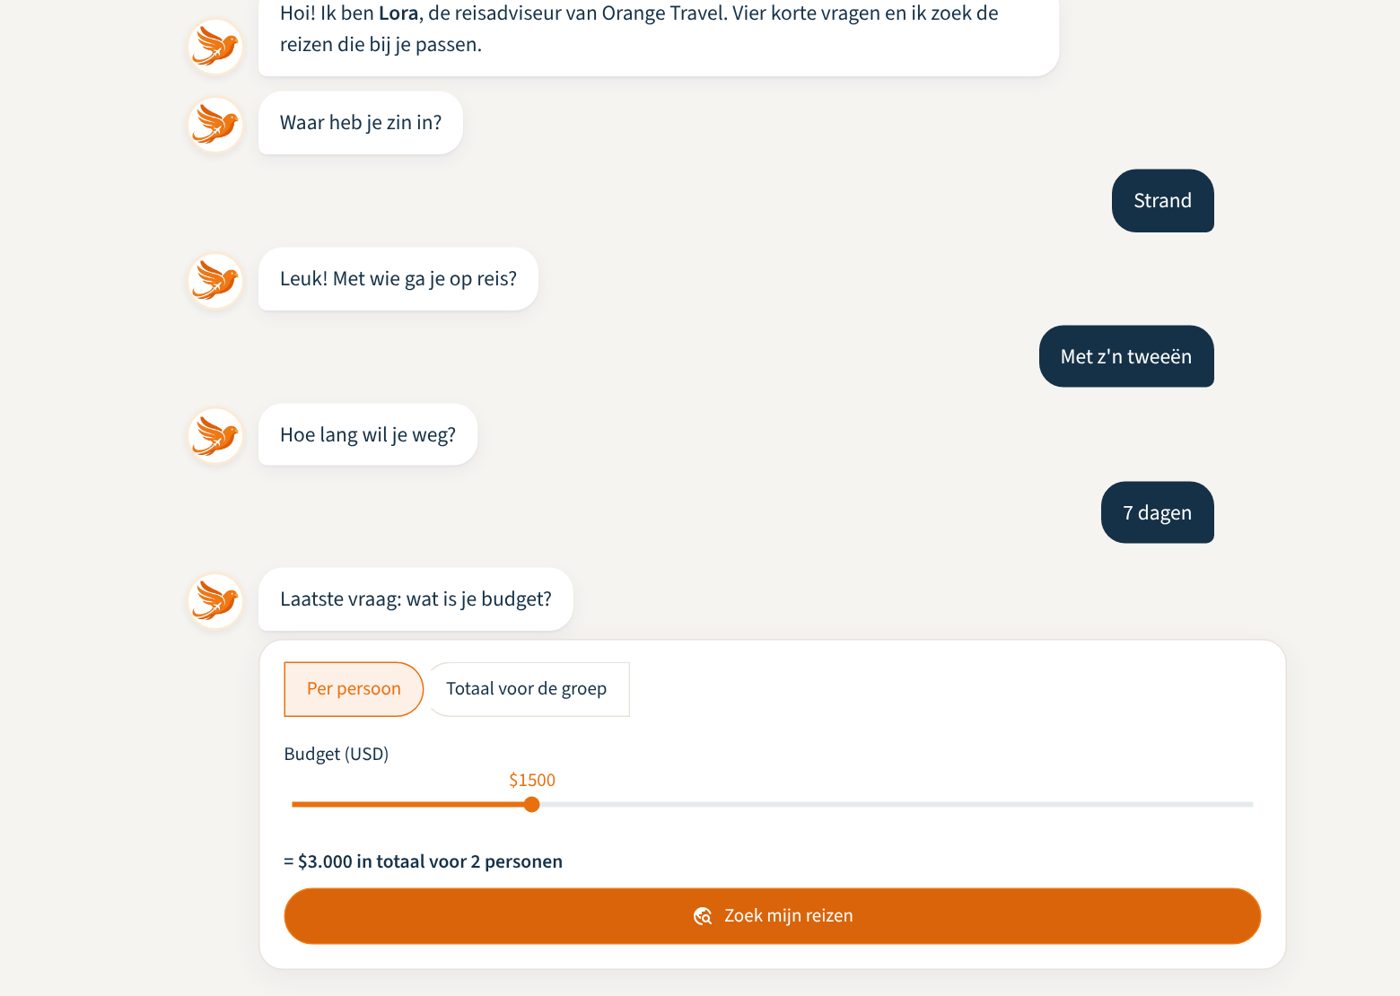 Hoi! Ik ben Lora, de reisadviseur van Orange Travel. Vier korte vragen en ik zoek de
reizen die bij je passen.
Waar heb je zin in?
Strand
Leuk! Met wie ga je op reis?
Met z'n tweeën
Hoe lang wil je weg?
7 dagen
Laatste vraag: wat is je budget?
Per persoon
Totaal voor de groep
Budget (USD)
$1500
= $3.000 in totaal voor 2 personen
Zoek mijn reizen